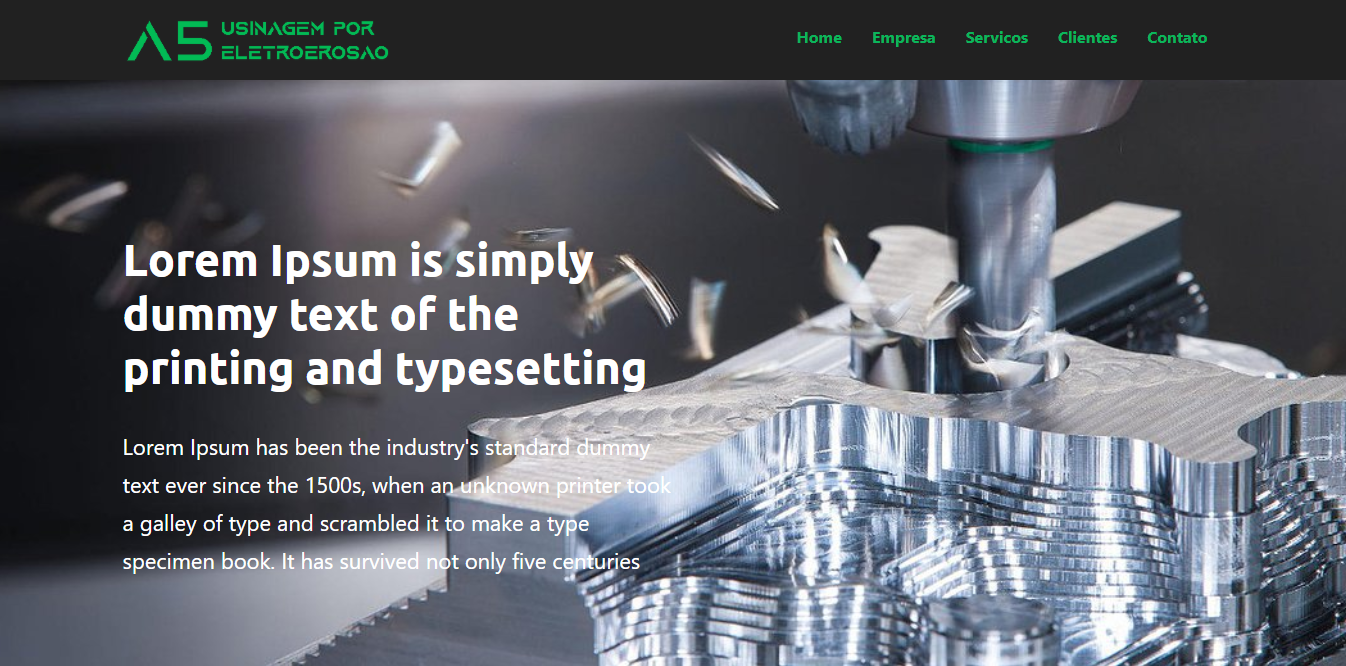 A5 USINAGEM POR
ELETROEROSAO
Home Empresa Servicos Clientes Contato
Lorem Ipsum is simply
dummy text of the
printing and typesetting
Lorem Ipsum has been the industry's standard dummy
text ever since the 1500s, when an unknown printer took
a galley of type and scrambled it to make a type
specimen book. It has survived not only five centuries